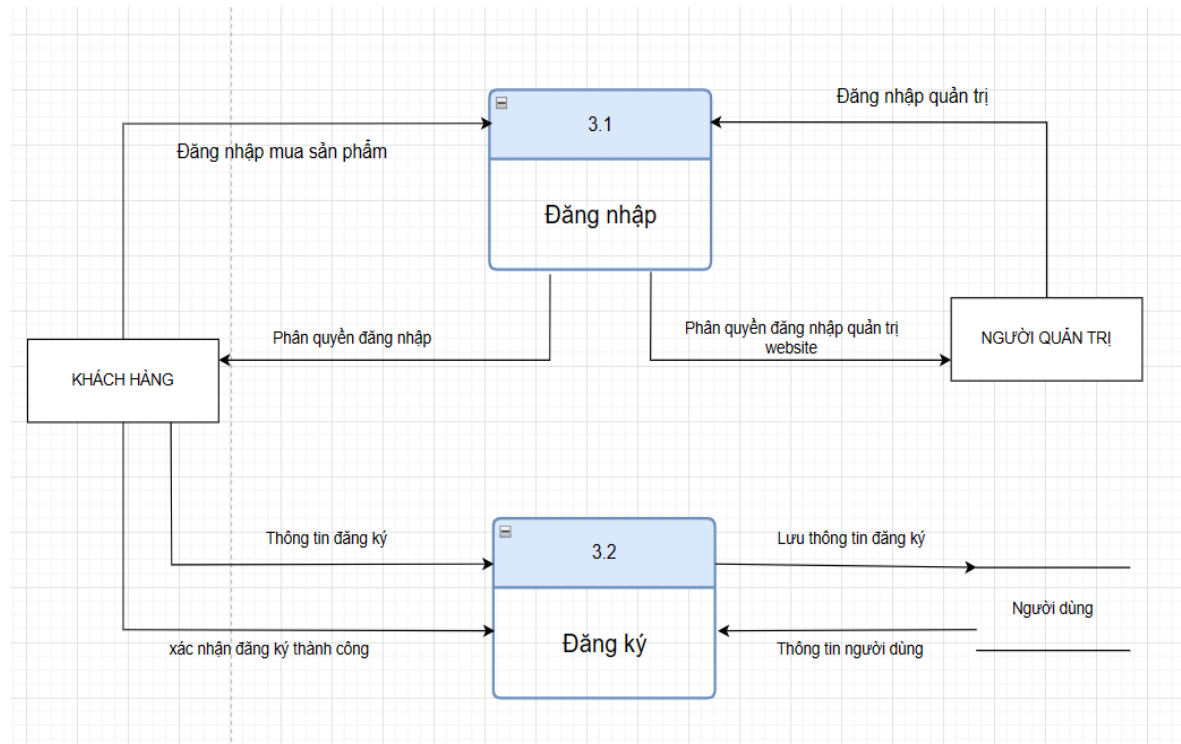 Đăng nhập quản trị
3.1
Đăng nhập mua sản phẩm
Đăng nhập
Phân quyền đăng nhập
Phân quyền đăng nhập quản trị
website
NGƯỜI QUẢN TRỊ
KHÁCH HÀNG
Thông tin đăng ký
3.2
Lưu thông tin đăng ký
Người dùng
xác nhận đăng ký thành công
Đăng ký
Thông tin người dùng